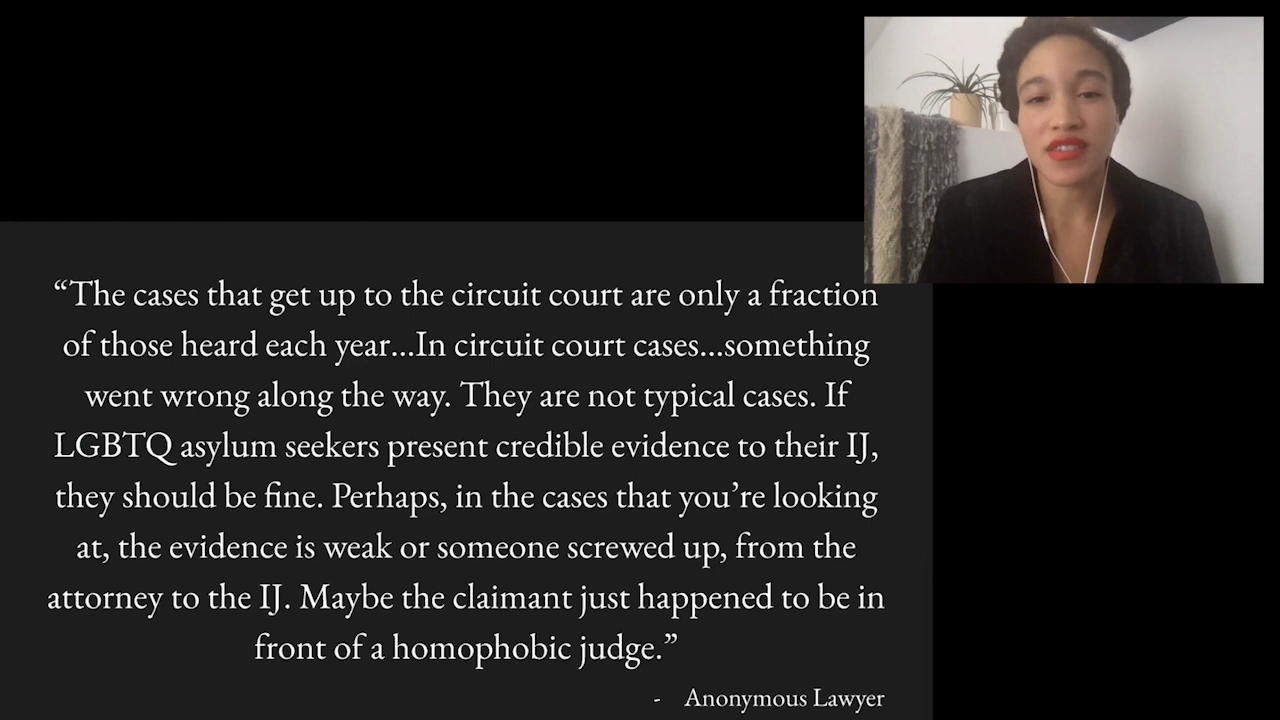 “The cases that get up to the circuit court are only a fraction
of those heard each year...In circuit court cases...something
went wrong along the way. They are not typical cases. If
LGBTQ asylum seekers present credible evidence to their IJ,
they should be fine. Perhaps, in the cases that you’re looking
at, the evidence is weak or someone screwed up, from the
attorney to the IJ. Maybe the claimant just happened to be in
front of a homophobic judge.”
- Anonymous Lawyer